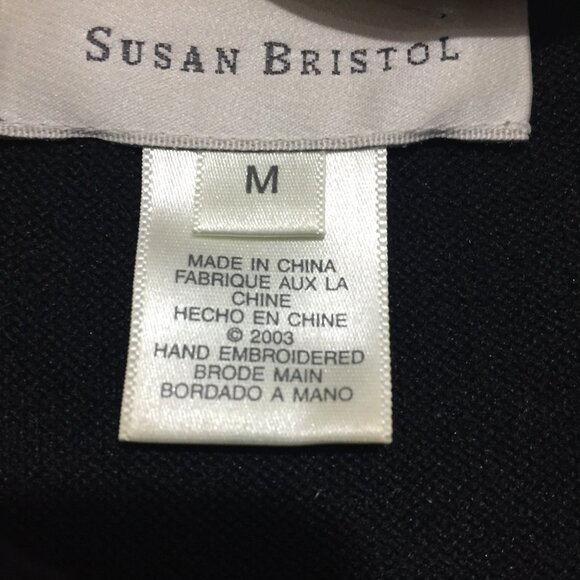 SUSAN BRISTOL
M
MADE IN CHINA
FABRIQUE AUX LA
CHINE
HECHO EN CHINE
© 2003
HAND EMBROIDERED
BRODE MAIN
BORDADO A MANO